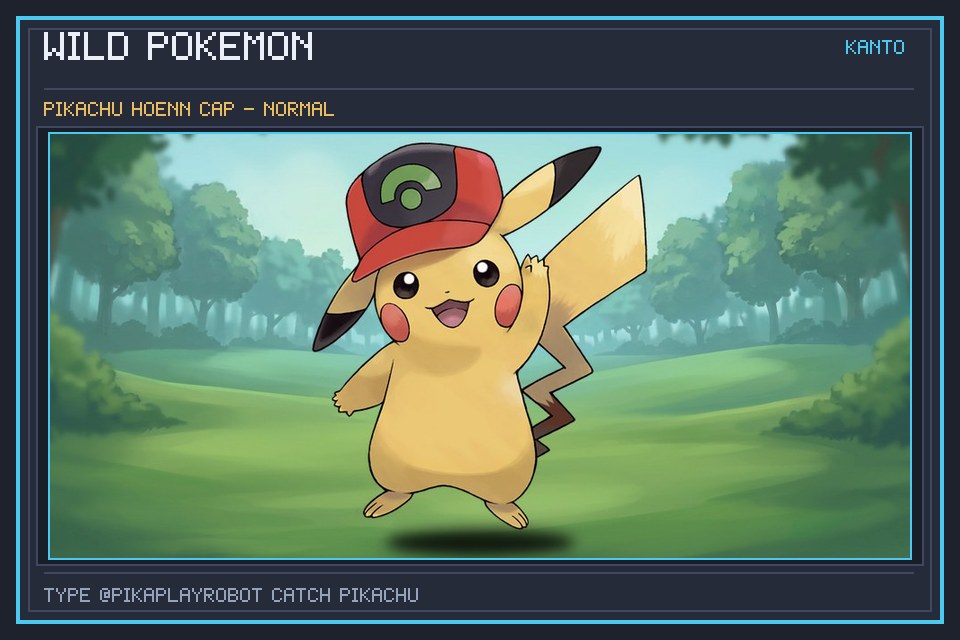 WILD POKEMON
KANTO
PIKACHU HOENN CAP - NORMAL
TYPE @PIKAPLAYROBOT CATCH PIKACHU